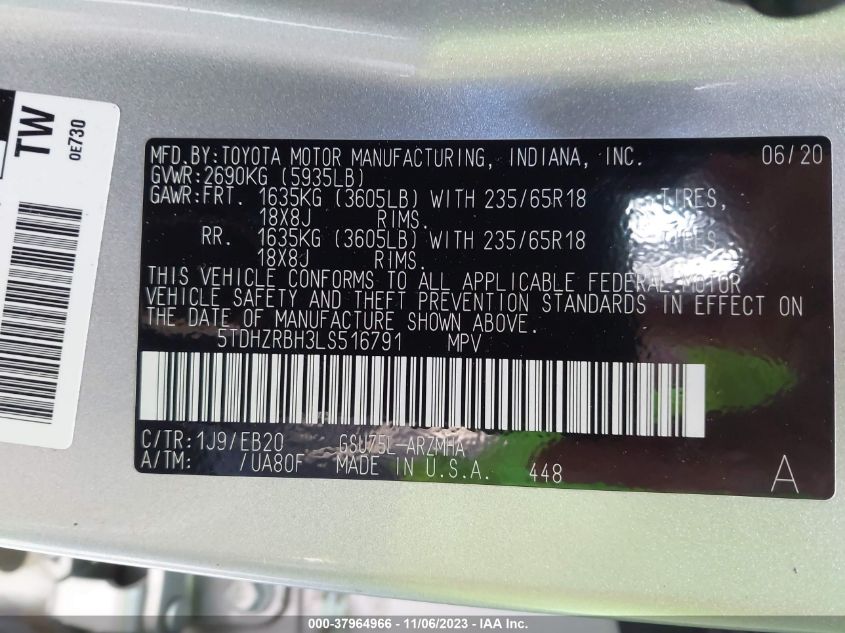 TW
0E730
MFD.BY:TOYOTA MOTOR MANUFACTURING, INDIANA, INC. 06/20
GVWR:2690KG (5935LB)
GAWR:FRT. 1635KG (3605LB) WITH 235/65R18 TIRES,
18X8J RIMS.
RR. 1635KG (3605LB) WITH 235/65R18 TIRES,
18X8J RIMS.
THIS VEHICLE CONFORMS TO ALL APPLICABLE FEDERAL MOTOR
VEHICLE SAFETY AND THEFT PREVENTION STANDARDS IN EFFECT ON
THE DATE OF MANUFACTURE SHOWN ABOVE.
5TDHZRBH3LS516791 MPV
C/TR:1J9/EB20 GSU75L-ARZMHA
A/TM: /UA80F MADE IN U.S.A. 448 A
000-37964966 - 11/06/2023 - Copyright © 2023 IAA Inc.